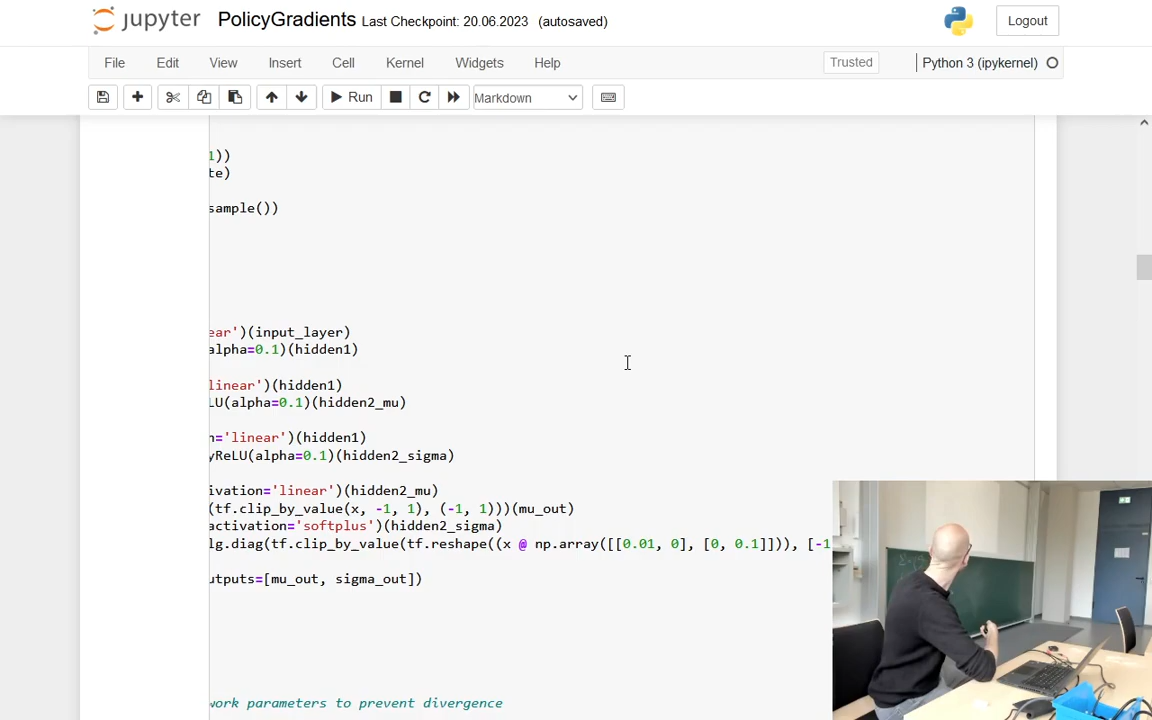 jupyter PolicyGradients Last Checkpoint: 20.06.2023 (autosaved)
Logout
File Edit View Insert Cell Kernel Widgets Help
Trusted
Python 3 (ipykernel)
Run
Markdown
1))
te)
sample())
ear')(input_layer)
alpha=0.1)(hidden1)
linear')(hidden1)
LU(alpha=0.1)(hidden2_mu)
n='linear')(hidden1)
yReLU(alpha=0.1)(hidden2_sigma)
ivation='linear')(hidden2_mu)
(tf.clip_by_value(x, -1, 1), (-1, 1)))(mu_out)
activation='softplus')(hidden2_sigma)
lg.diag(tf.clip_by_value(tf.reshape((x @ np.array([[0.01, 0], [0, 0.1]])), [-1
utputs=[mu_out, sigma_out])
work parameters to prevent divergence